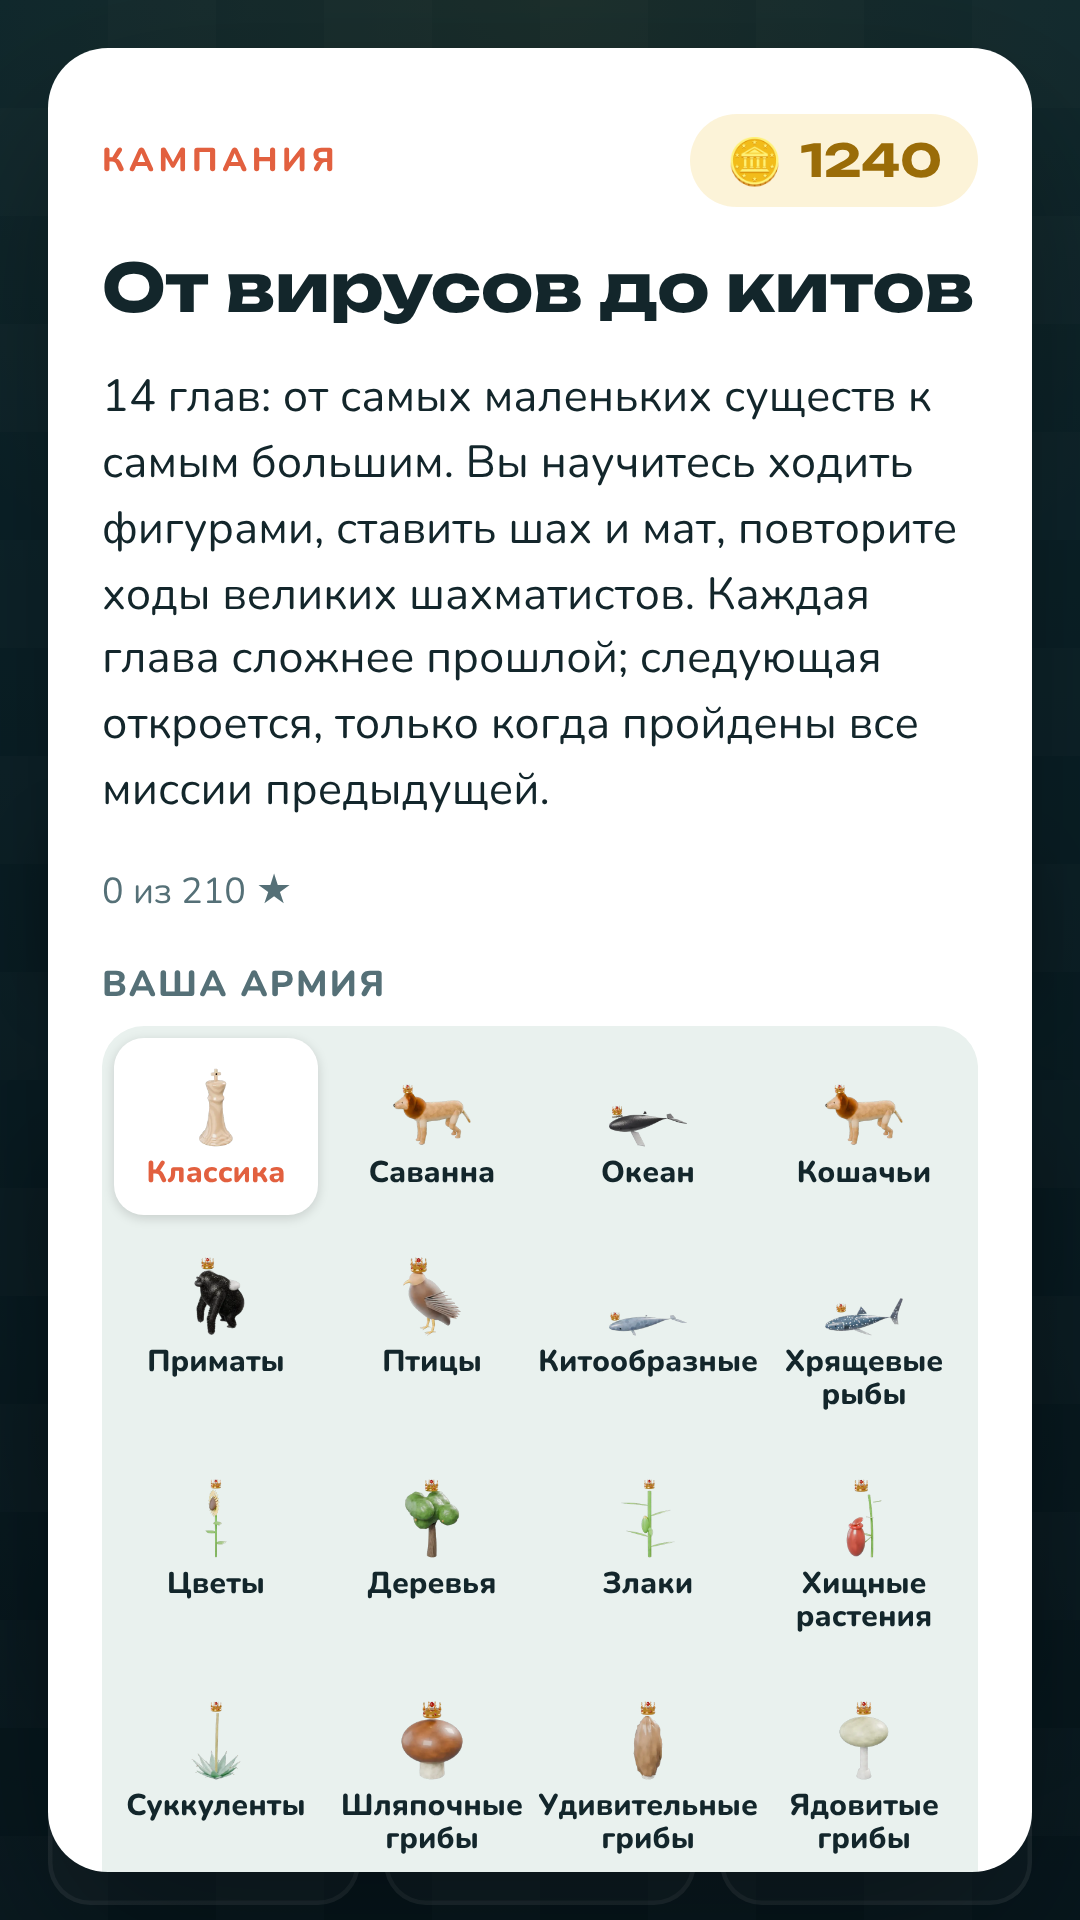 КАМПАНИЯ
1240
От вирусов до китов
14 глав: от самых маленьких существ к
самым большим. Вы научитесь ходить
фигурами, ставить шах и мат, повторите
ходы великих шахматистов. Каждая
глава сложнее прошлой; следующая
откроется, только когда пройдены все
миссии предыдущей.
0 из 210 ★
ВАША АРМИЯ
Классика Саванна Океан Кошачьи
Приматы Птицы Китообразные Хрящевые
рыбы
Цветы Деревья Злаки Хищные
растения
Суккуленты Шляпочные Удивительные Ядовитые
грибы грибы грибы